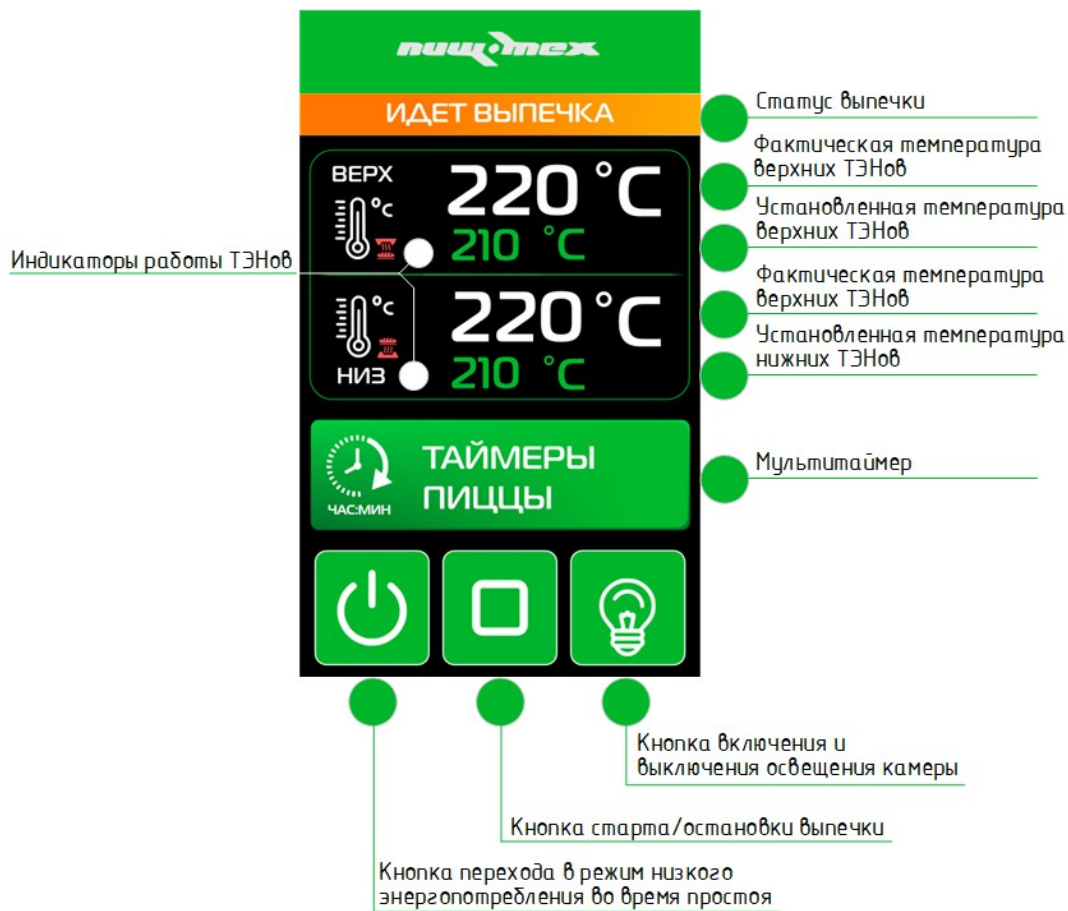 пищ·тех
ИДЕТ ВЫПЕЧКА
Статус выпечки
Фактическая температура
верхних ТЭНов
ВЕРХ
220 °C
°C
210 °C
Установленная температура
верхних ТЭНов
Индикаторы работы ТЭНов
Фактическая температура
верхних ТЭНов
220 °C
°C
210 °C
НИЗ
Установленная температура
нижних ТЭНов
ТАЙМЕРЫ
ПИЦЦЫ
ЧАС:МИН
Мультитаймер
Кнопка включения и
выключения освещения камеры
Кнопка старта/остановки выпечки
Кнопка перехода в режим низкого
энергопотребления во время простоя